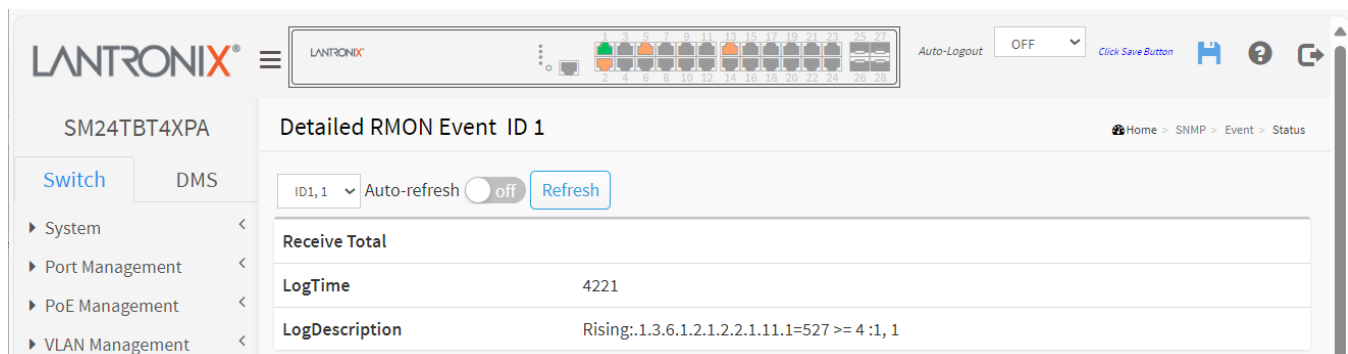 LANTRONIX®
LANTRONIX
1 3 5 7 9 11 13 15 17 19 21 23 25 27
2 4 6 8 10 12 14 16 18 20 22 24 26 28
Auto-Logout OFF Click Save Button
SM24TBT4XPA
Detailed RMON Event ID 1
Home > SNMP > Event > Status
Switch DMS
ID1, 1 Auto-refresh off Refresh
System
Receive Total
Port Management
LogTime 4221
PoE Management
LogDescription Rising:.1.3.6.1.2.1.2.2.1.11.1=527 >= 4 :1, 1
VLAN Management